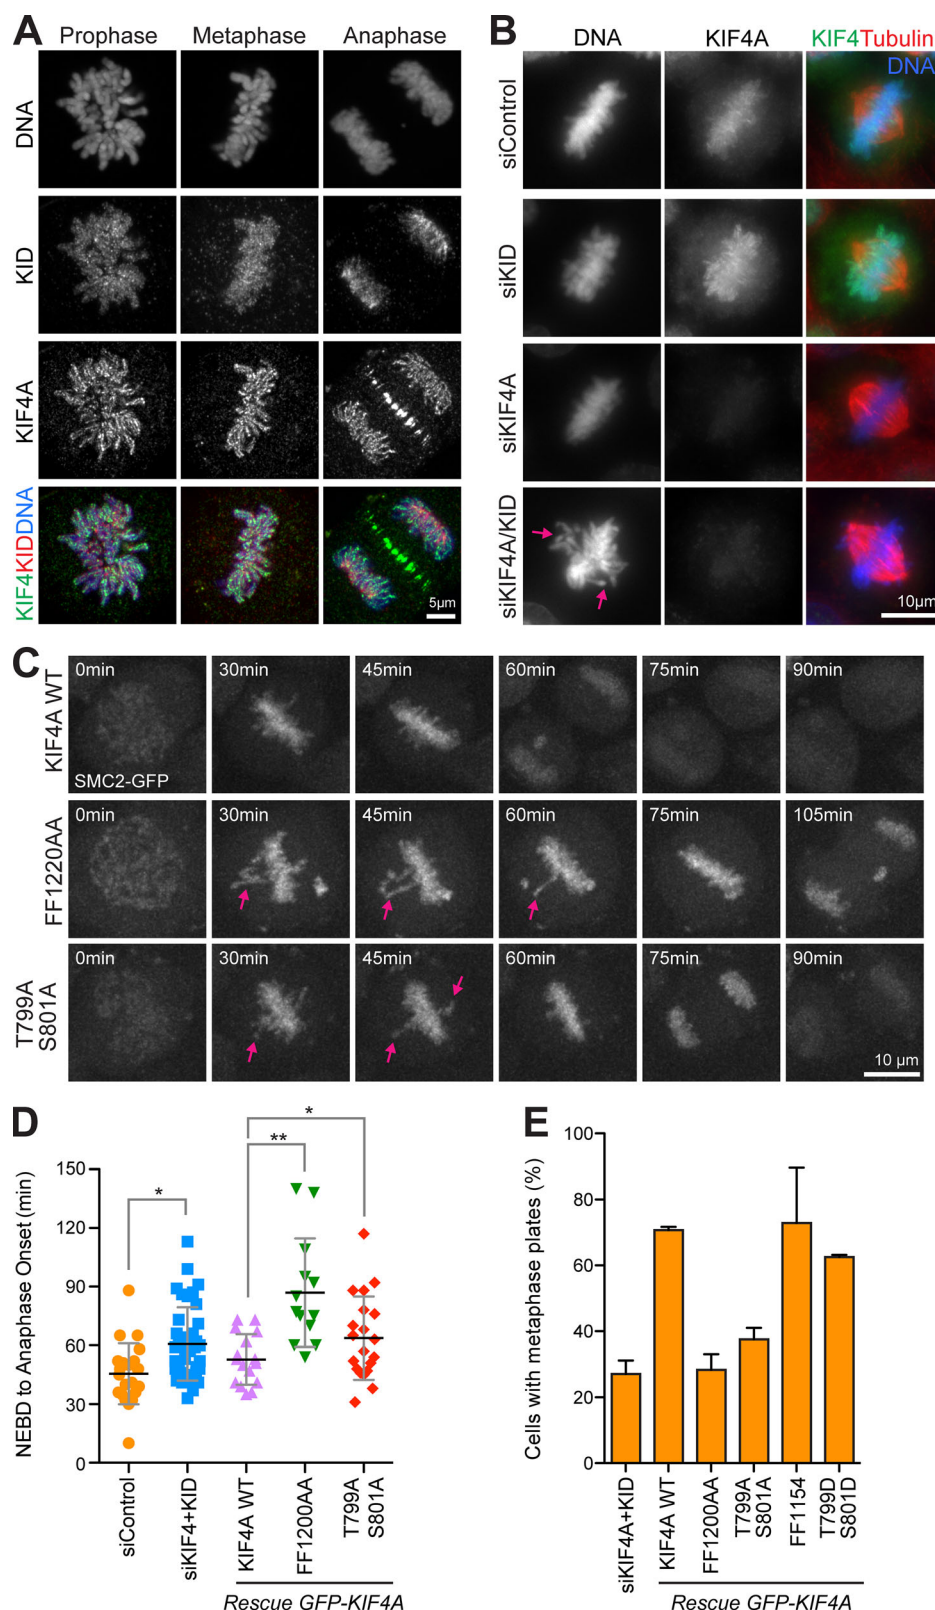 A
Prophase Metaphase Anaphase
DNA
KID
KIF4A
KIF4KIDDNA
5µm
B
DNA KIF4A KIF4Tubulin
DNA
siControl
siKID
siKIF4A
siKIF4A/KID
10µm
C
KIF4A WT
0min 30min 45min 60min 75min 90min
SMC2-GFP
FF1220AA
0min 30min 45min 60min 75min 105min
T799A
S801A
0min 30min 45min 60min 75min 90min
10 µm
D
NEBD to Anaphase Onset (min)
150
120
90
60
30
0
*
*
**
siControl
siKIF4+KID
KIF4A WT
FF1200AA
T799A
S801A
Rescue GFP-KIF4A
E
Cells with metaphase plates (%)
100
80
60
40
20
0
siKIF4A+KID
KIF4A WT
FF1200AA
T799A
S801A
FF1154
T799D
S801D
Rescue GFP-KIF4A